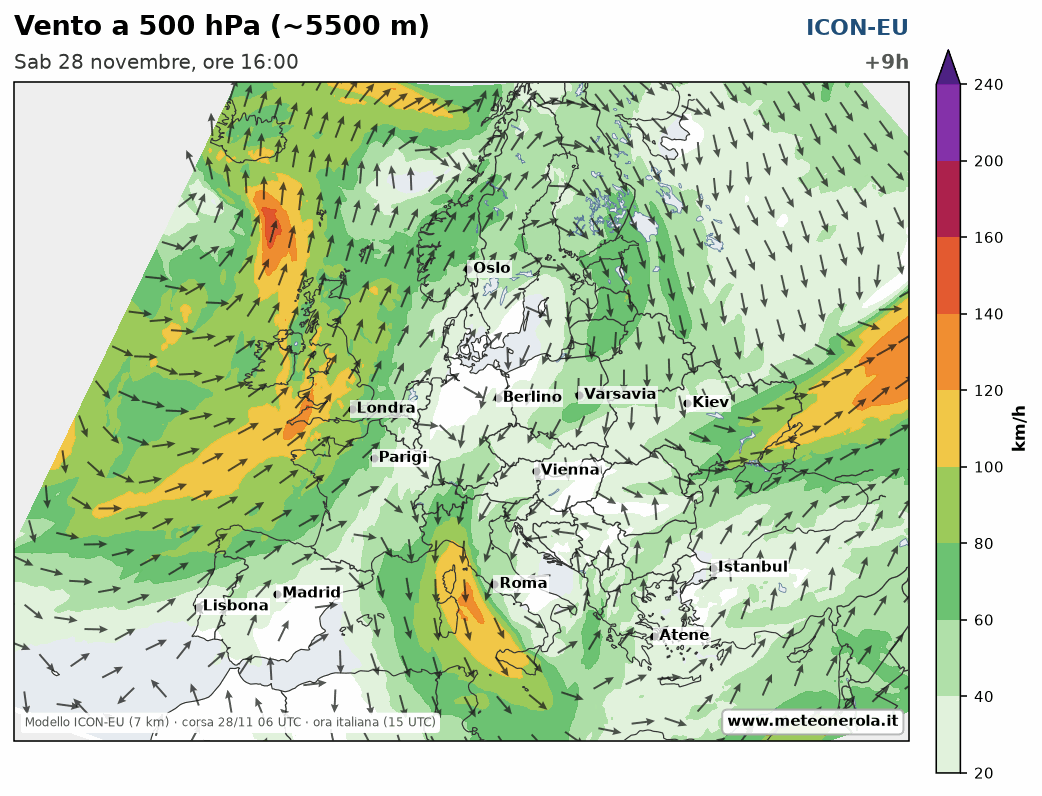 Vento a 500 hPa (~5500 m)
ICON-EU
Sab 28 novembre, ore 16:00
+9h
240
200
160
140
120
100
80
60
40
20
km/h
Oslo
Berlino
Varsavia
Kiev
Londra
Parigi
Vienna
Istanbul
Roma
Madrid
Lisbona
Atene
Modello ICON-EU (7 km) · corsa 28/11 06 UTC · ora italiana (15 UTC)
www.meteonerola.it